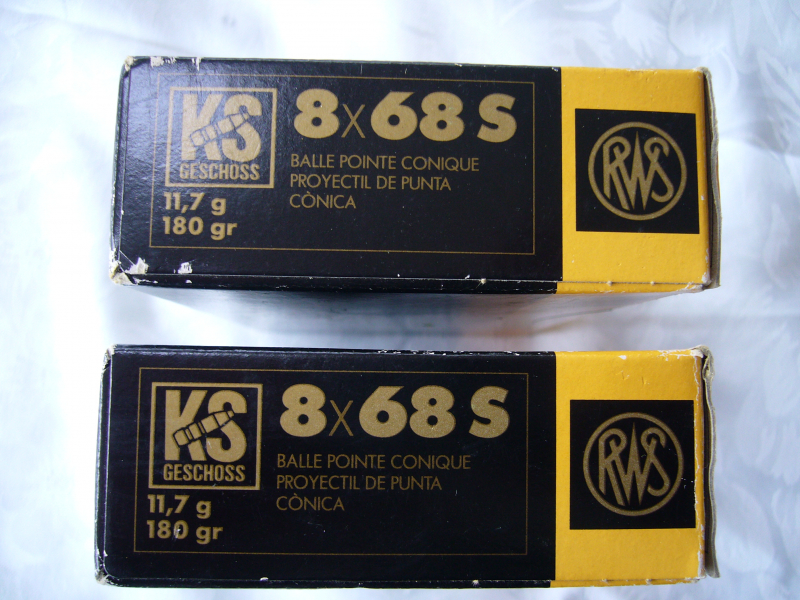 KS
GESCHOSS
11,7 g
180 gr
8x68 S
BALLE POINTE CONIQUE
PROYECTIL DE PUNTA
CÒNICA
RWS
KS
GESCHOSS
11,7 g
180 gr
8x68 S
BALLE POINTE CONIQUE
PROYECTIL DE PUNTA
CÒNICA
RWS